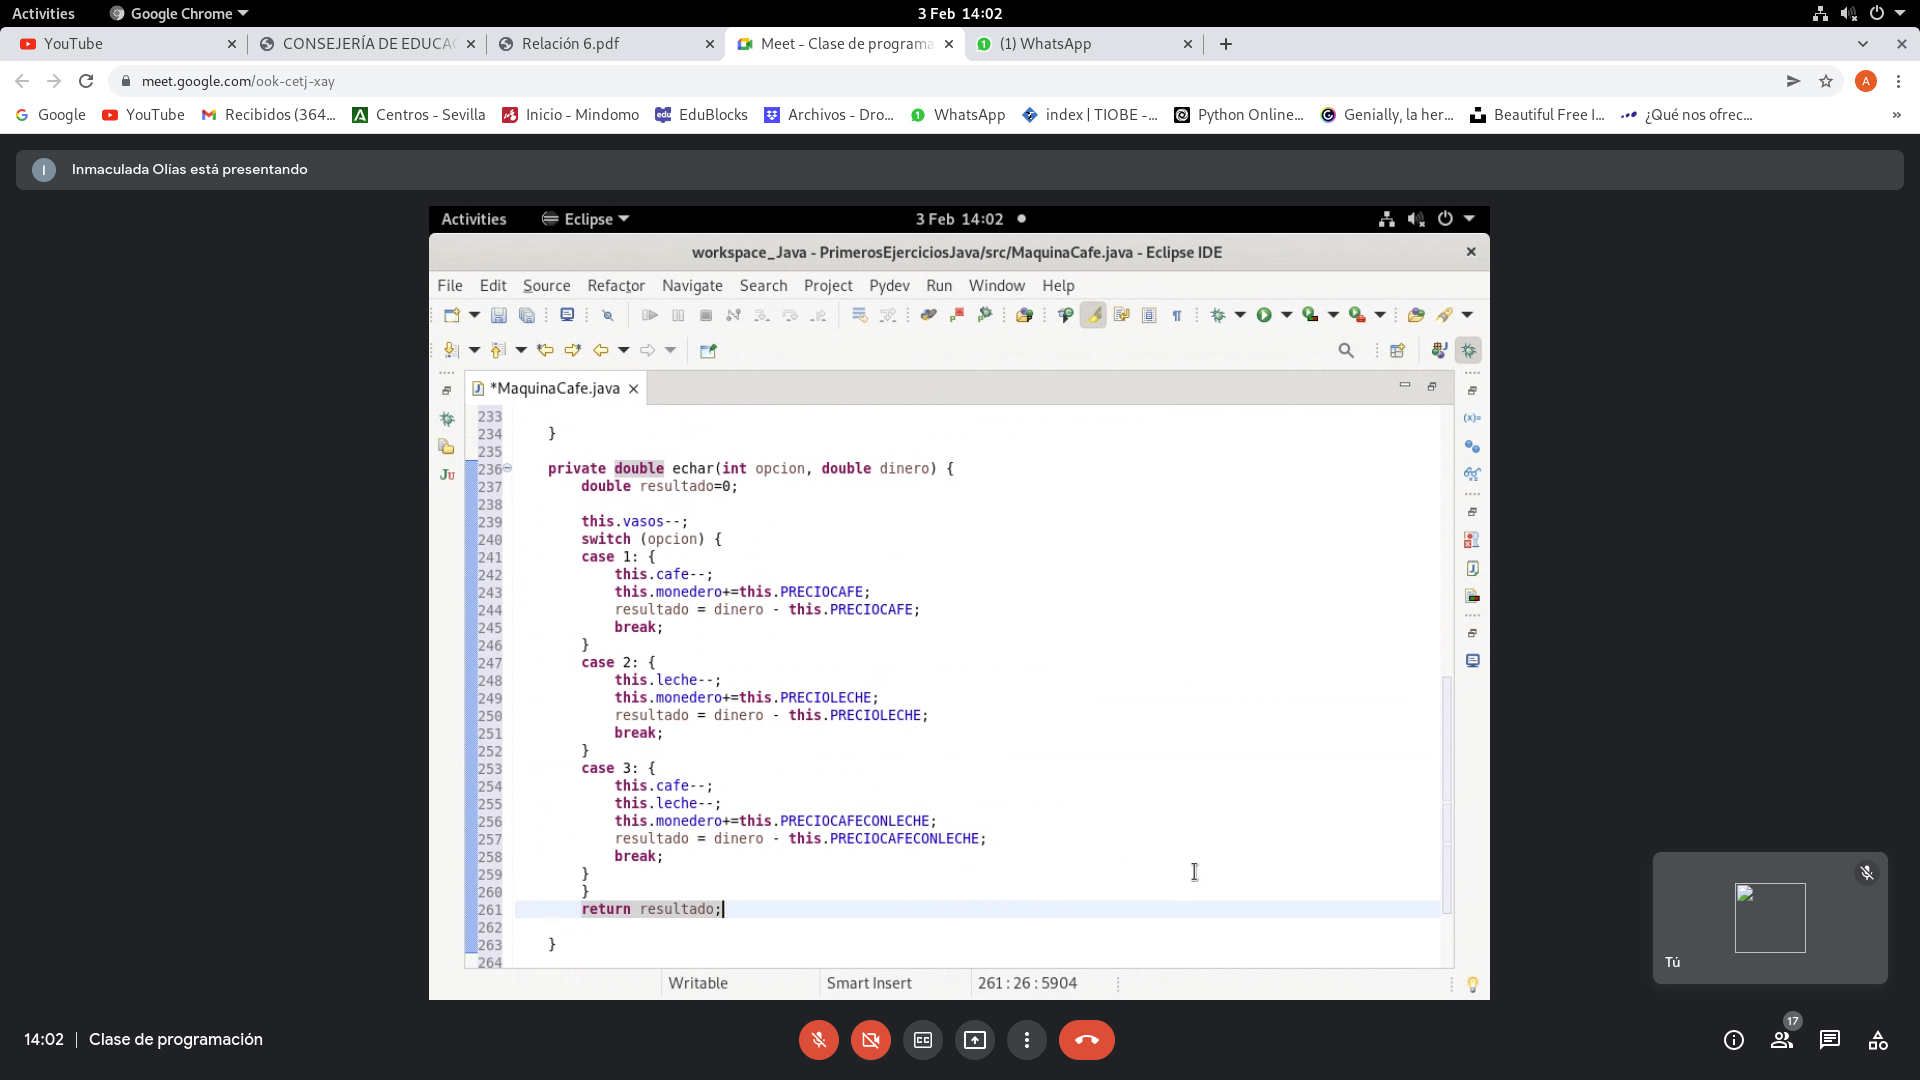 Activities Google Chrome 3 Feb 14:02
YouTube CONSEJERÍA DE EDUCA Relación 6.pdf Meet - Clase de programa (1) WhatsApp
meet.google.com/ook-cetj-xay A
Google YouTube Recibidos (364... Centros - Sevilla Inicio - Mindomo EduBlocks Archivos - Dro... WhatsApp index | TIOBE -... Python Online... Genially, la her... Beautiful Free I... ¿Qué nos ofrec... »
I Inmaculada Olías está presentando
Activities Eclipse 3 Feb 14:02
workspace_Java - PrimerosEjerciciosJava/src/MaquinaCafe.java - Eclipse IDE
File Edit Source Refactor Navigate Search Project Pydev Run Window Help
*MaquinaCafe.java
233
234 }
235
236 private double echar(int opcion, double dinero) {
237 double resultado=0;
238
239 this.vasos--;
240 switch (opcion) {
241 case 1: {
242 this.cafe--;
243 this.monedero+=this.PRECIOCAFE;
244 resultado = dinero - this.PRECIOCAFE;
245 break;
246 }
247 case 2: {
248 this.leche--;
249 this.monedero+=this.PRECIOLECHE;
250 resultado = dinero - this.PRECIOLECHE;
251 break;
252 }
253 case 3: {
254 this.cafe--;
255 this.leche--;
256 this.monedero+=this.PRECIOCAFECONLECHE;
257 resultado = dinero - this.PRECIOCAFECONLECHE;
258 break;
259 }
260 }
261 return resultado;
262
263 }
264
Writable Smart Insert 261 : 26 : 5904
Tú
14:02 | Clase de programación 17